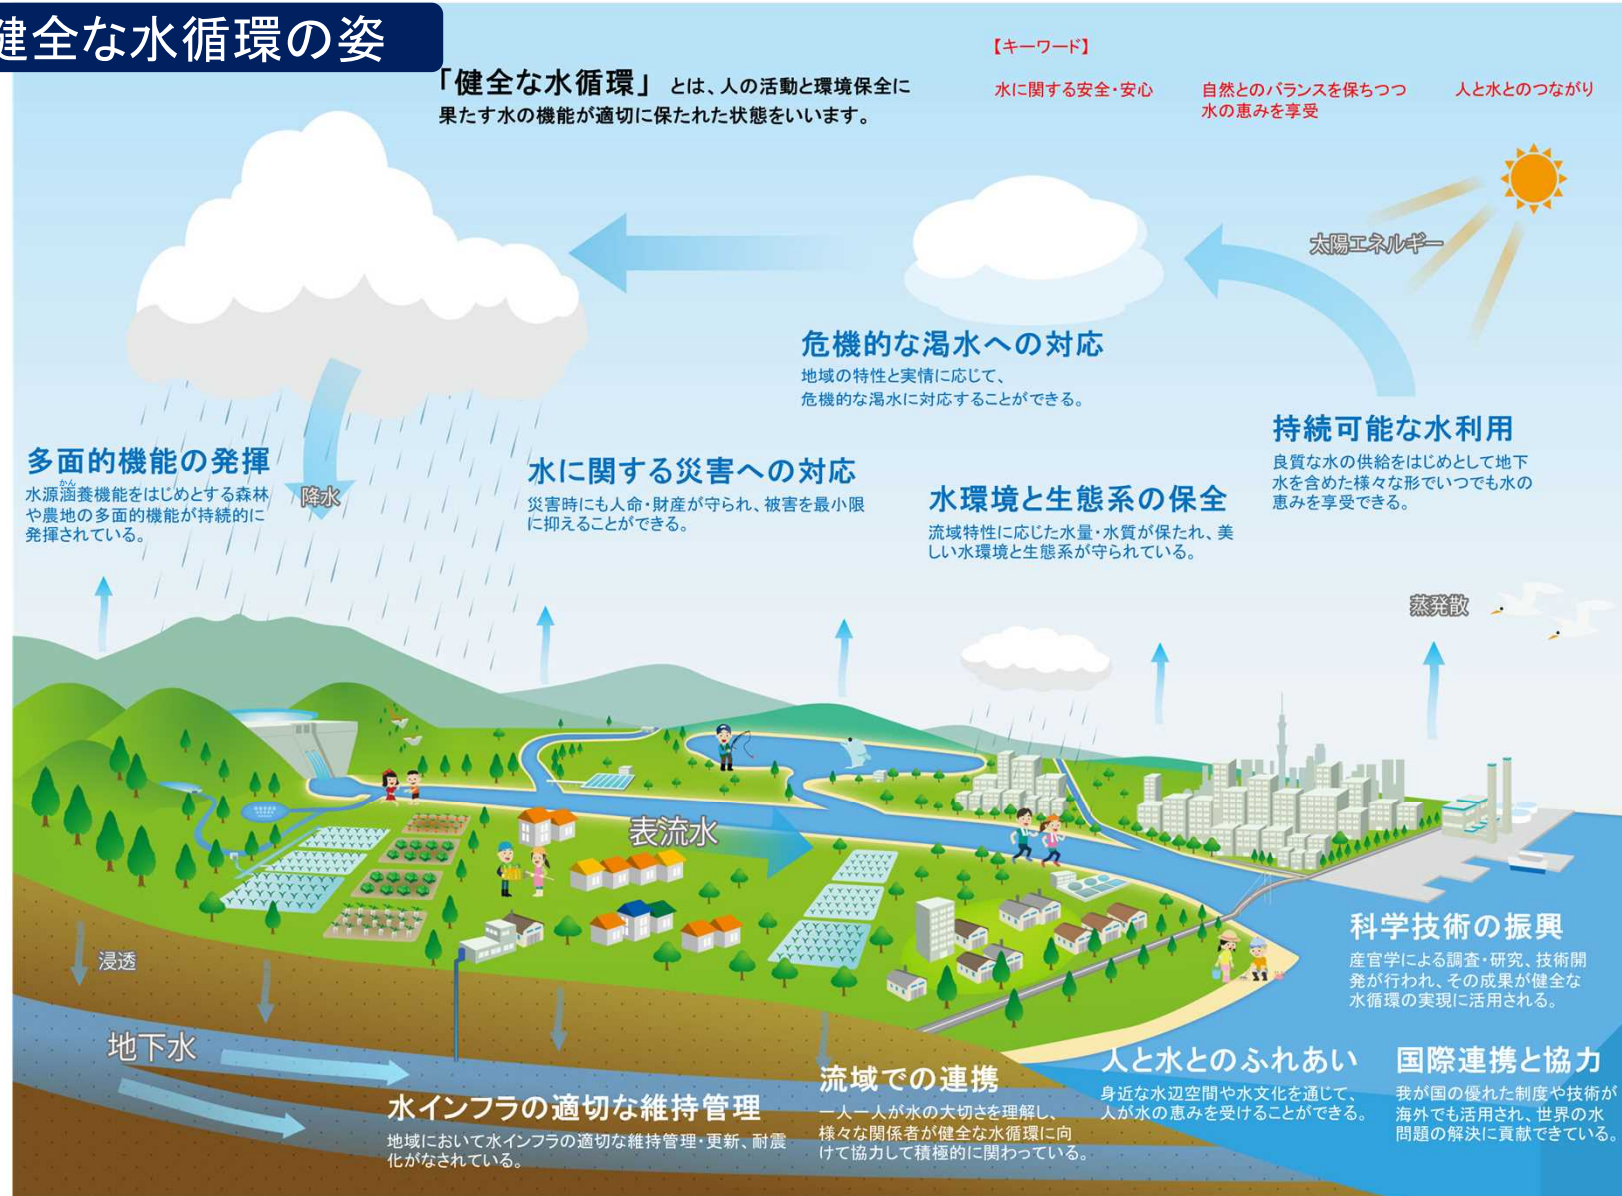 健全な水循環の姿
【キーワード】
水に関する安全・安心
自然とのバランスを保ちつつ
水の恵みを享受
人と水とのつながり
「健全な水循環」 とは、人の活動と環境保全に
果たす水の機能が適切に保たれた状態をいいます。
太陽エネルギー
危機的な渇水への対応
地域の特性と実情に応じて、
危機的な渇水に対応することができる。
持続可能な水利用
良質な水の供給をはじめとして地下
水を含めた様々な形でいつでも水の
恵みを享受できる。
多面的機能の発揮
かん
水源涵養機能をはじめとする森林
や農地の多面的機能が持続的に
発揮されている。
降水
水に関する災害への対応
災害時にも人命・財産が守られ、被害を最小限
に抑えることができる。
水環境と生態系の保全
流域特性に応じた水量・水質が保たれ、美
しい水環境と生態系が守られている。
蒸発散
表流水
浸透
地下水
科学技術の振興
産官学による調査・研究、技術開
発が行われ、その成果が健全な
水循環の実現に活用される。
水インフラの適切な維持管理
地域において水インフラの適切な維持管理・更新、耐震
化がなされている。
流域での連携
一人一人が水の大切さを理解し、
様々な関係者が健全な水循環に向
けて協力して積極的に関わっている。
人と水とのふれあい
身近な水辺空間や水文化を通じて、
人が水の恵みを受けることができる。
国際連携と協力
我が国の優れた制度や技術が
海外でも活用され、世界の水
問題の解決に貢献できている。